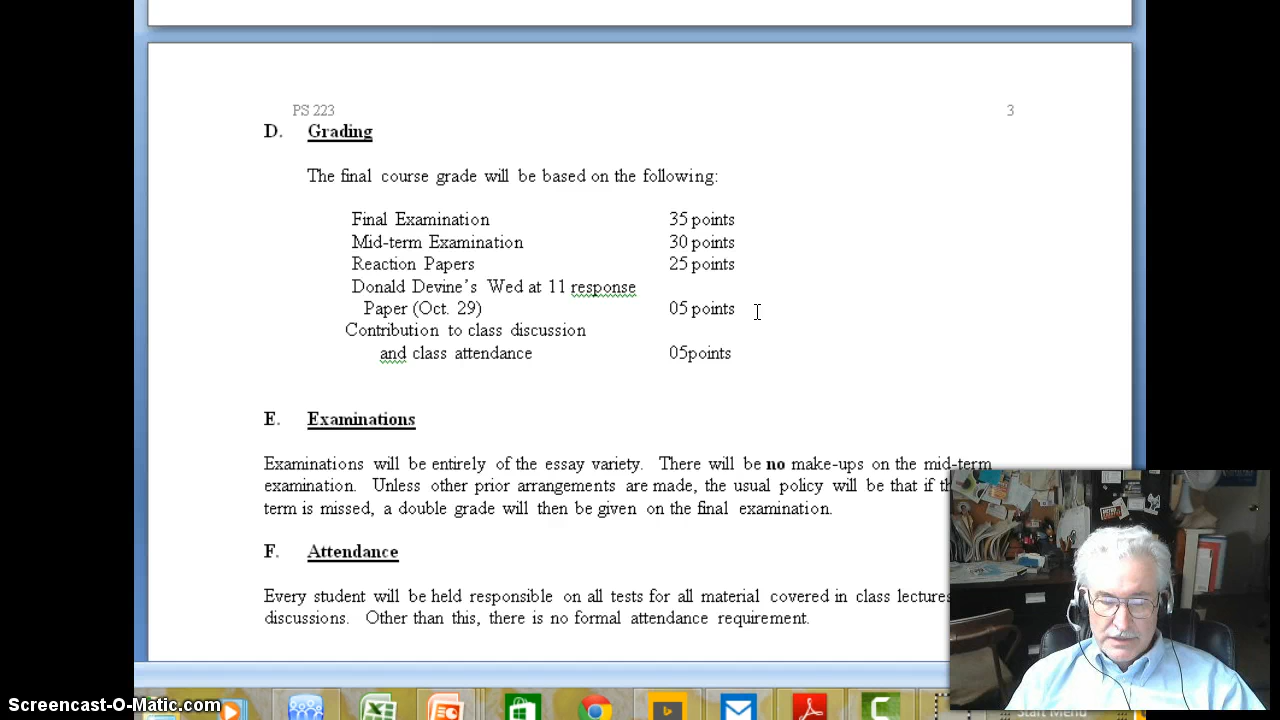 PS 223
3
D. Grading
The final course grade will be based on the following:
Final Examination 35 points
Mid-term Examination 30 points
Reaction Papers 25 points
Donald Devine's Wed at 11 response
Paper (Oct. 29) 05 points
Contribution to class discussion
and class attendance 05points
E. Examinations
Examinations will be entirely of the essay variety. There will be no make-ups on the mid-term
examination. Unless other prior arrangements are made, the usual policy will be that if
term is missed, a double grade will then be given on the final examination.
F. Attendance
Every student will be held responsible on all tests for all material covered in class lectures
discussions. Other than this, there is no formal attendance requirement.
Screencast-O-Matic.com
Start Menu